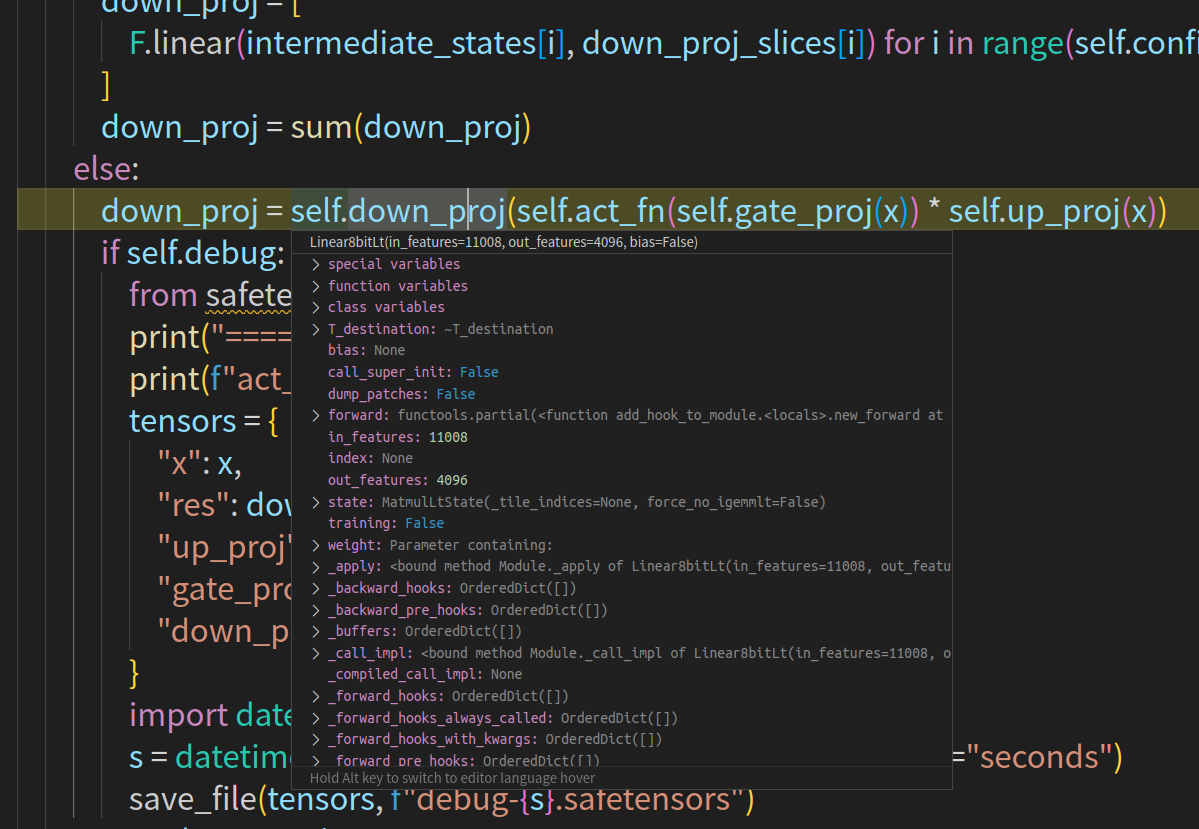 down_proj = [
F.linear(intermediate_states[i], down_proj_slices[i]) for i in range(self.confi
]
down_proj = sum(down_proj)
else:
down_proj = self.down_proj(self.act_fn(self.gate_proj(x)) * self.up_proj(x))
if self.debug:
from safete
print("====
print(f"act_
tensors = {
"x": x,
"res": dow
"up_proj"
"gate_pro
"down_p
}
import date
s = datetime ="seconds")
save_file(tensors, f"debug-{s}.safetensors")
Linear8bitLt(in_features=11008, out_features=4096, bias=False)
> special variables
> function variables
> class variables
> T_destination: ~T_destination
bias: None
call_super_init: False
dump_patches: False
> forward: functools.partial(<function add_hook_to_module.<locals>.new_forward at
in_features: 11008
index: None
out_features: 4096
> state: MatmulLtState(_tile_indices=None, force_no_igemmlt=False)
training: False
> weight: Parameter containing:
> _apply: <bound method Module._apply of Linear8bitLt(in_features=11008, out_featu
> _backward_hooks: OrderedDict([])
> _backward_pre_hooks: OrderedDict([])
> _buffers: OrderedDict([])
> _call_impl: <bound method Module._call_impl of Linear8bitLt(in_features=11008, o
_compiled_call_impl: None
> _forward_hooks: OrderedDict([])
> _forward_hooks_always_called: OrderedDict([])
> _forward_hooks_with_kwargs: OrderedDict([])
> _forward_pre_hooks: OrderedDict([])
Hold Alt key to switch to editor language hover